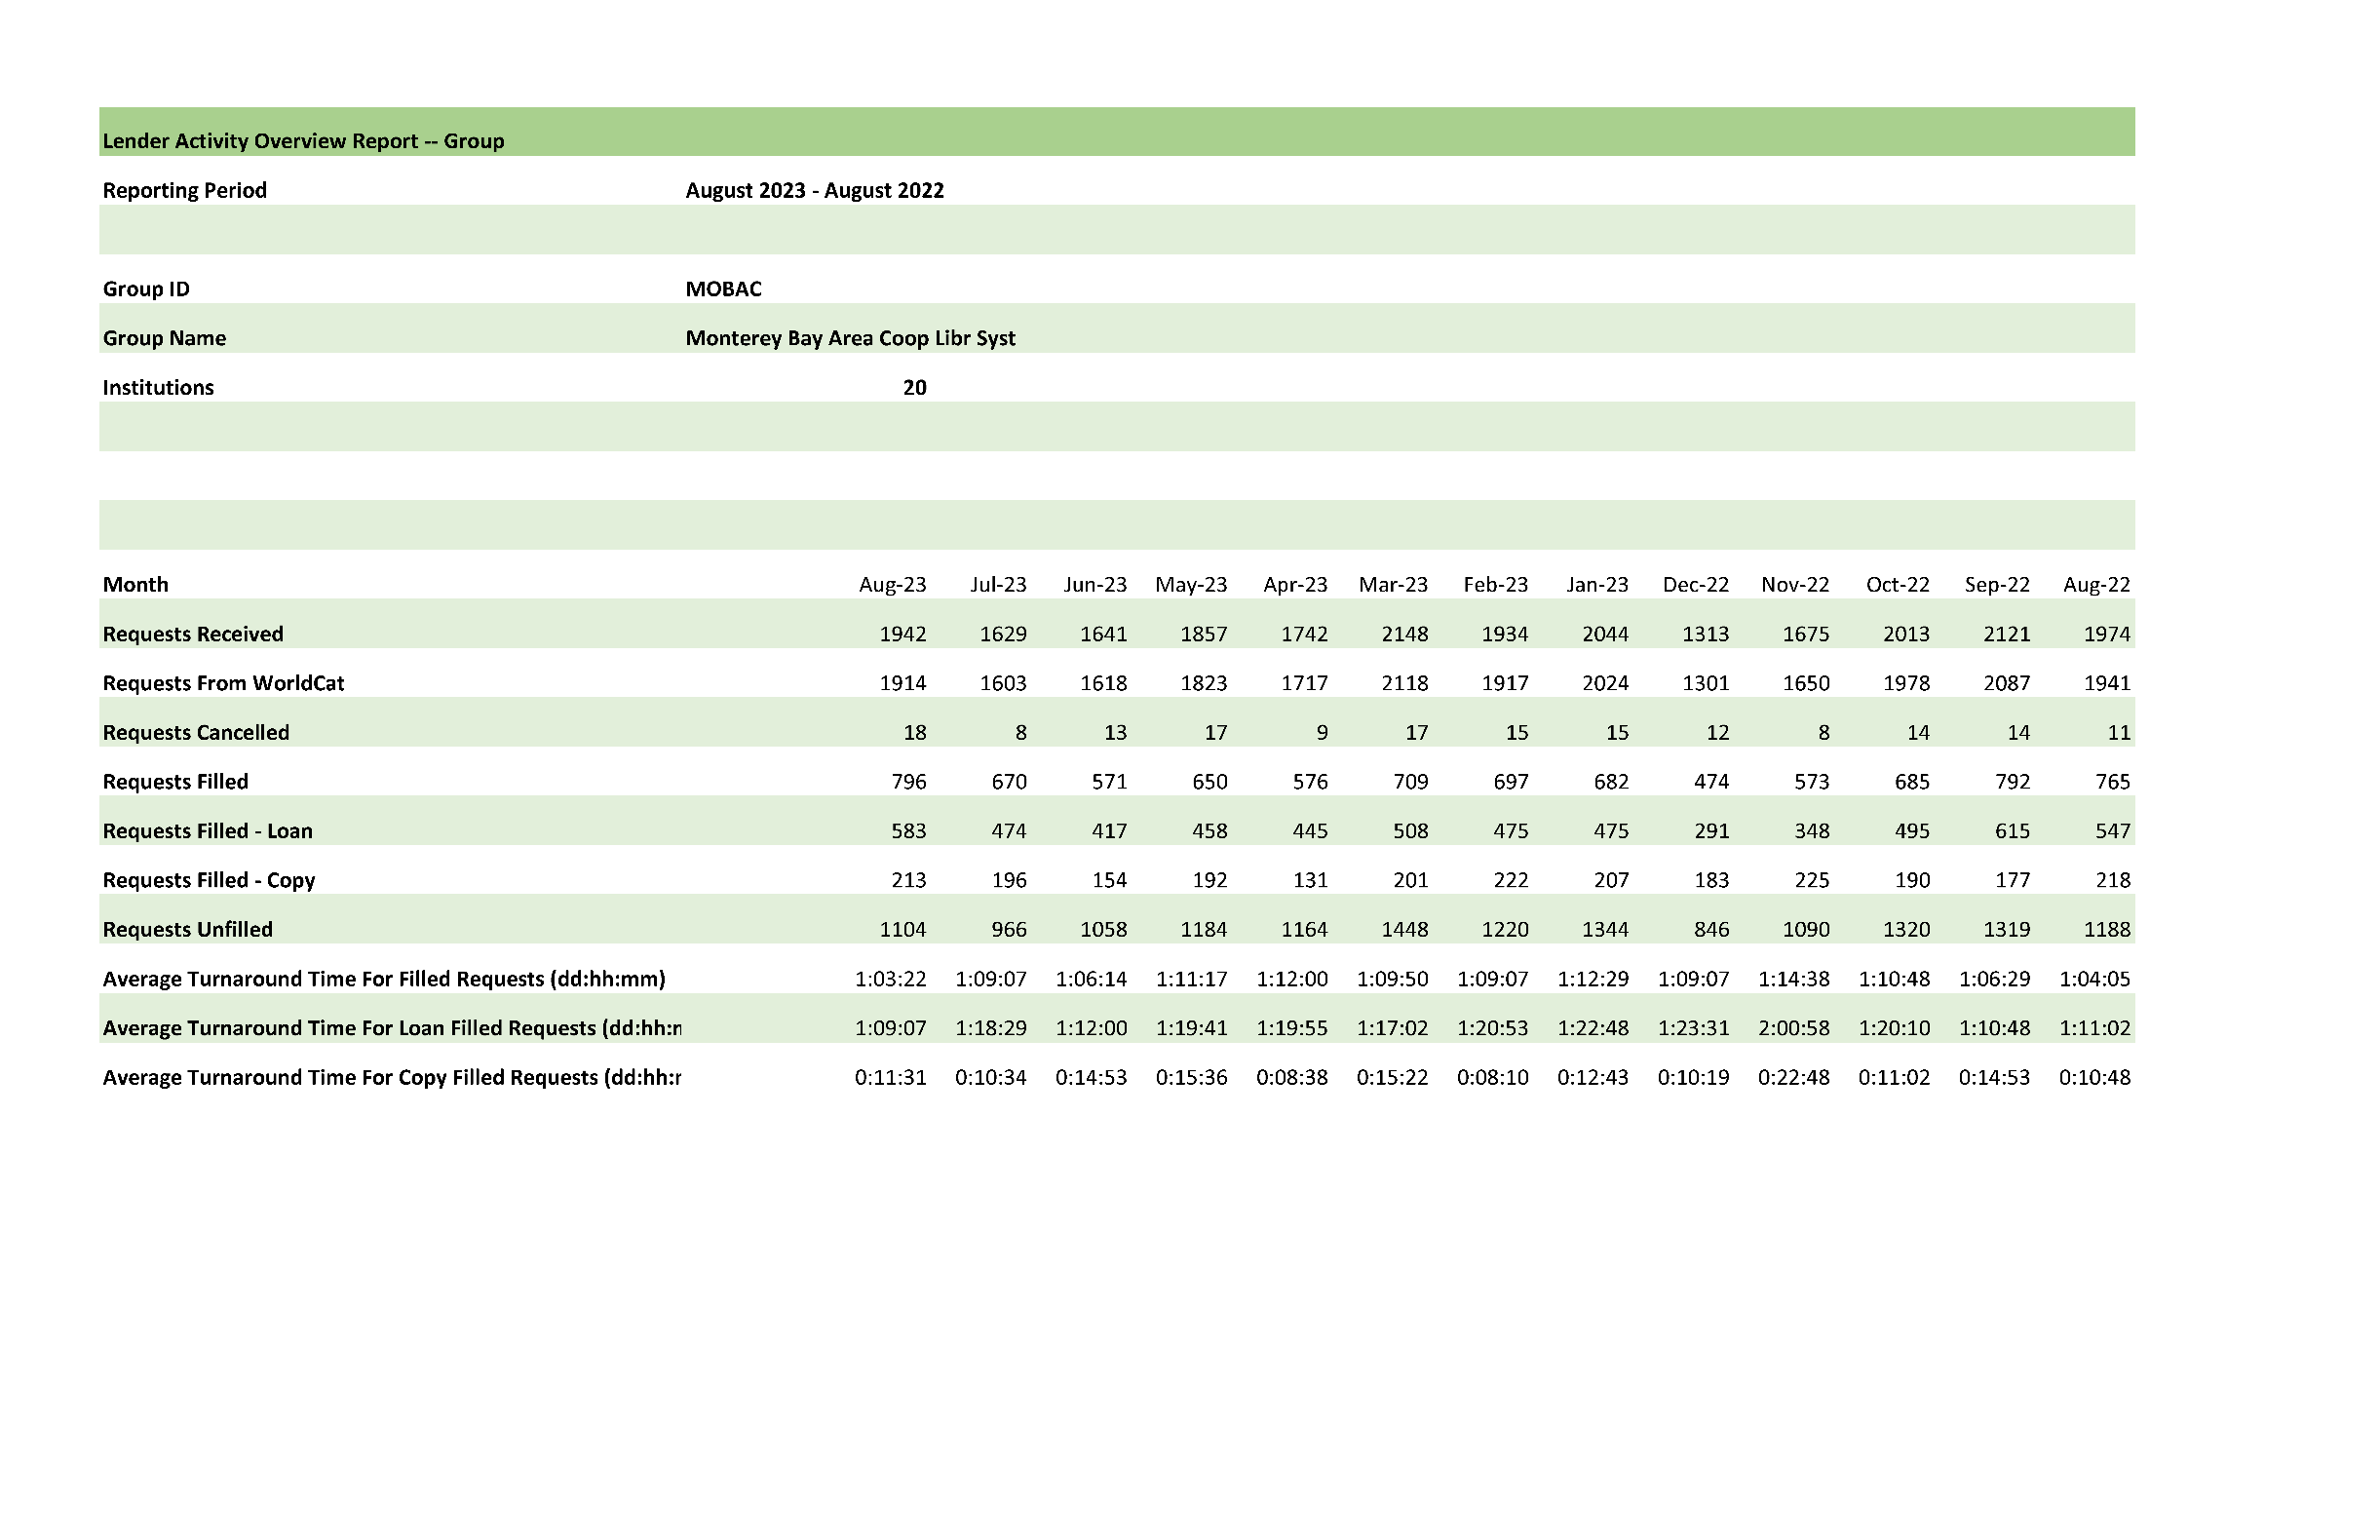 Lender Activity Overview Report -- Group
Reporting Period August 2023 - August 2022
Group ID MOBAC
Group Name Monterey Bay Area Coop Libr Syst
Institutions 20
Month Aug-23 Jul-23 Jun-23 May-23 Apr-23 Mar-23 Feb-23 Jan-23 Dec-22 Nov-22 Oct-22 Sep-22 Aug-22
Requests Received 1942 1629 1641 1857 1742 2148 1934 2044 1313 1675 2013 2121 1974
Requests From WorldCat 1914 1603 1618 1823 1717 2118 1917 2024 1301 1650 1978 2087 1941
Requests Cancelled 18 8 13 17 9 17 15 15 12 8 14 14 11
Requests Filled 796 670 571 650 576 709 697 682 474 573 685 792 765
Requests Filled - Loan 583 474 417 458 445 508 475 475 291 348 495 615 547
Requests Filled - Copy 213 196 154 192 131 201 222 207 183 225 190 177 218
Requests Unfilled 1104 966 1058 1184 1164 1448 1220 1344 846 1090 1320 1319 1188
Average Turnaround Time For Filled Requests (dd:hh:mm) 1:03:22 1:09:07 1:06:14 1:11:17 1:12:00 1:09:50 1:09:07 1:12:29 1:09:07 1:14:38 1:10:48 1:06:29 1:04:05
Average Turnaround Time For Loan Filled Requests (dd:hh: 1:09:07 1:18:29 1:12:00 1:19:41 1:19:55 1:17:02 1:20:53 1:22:48 1:23:31 2:00:58 1:20:10 1:10:48 1:11:02
Average Turnaround Time For Copy Filled Requests (dd:hh: 0:11:31 0:10:34 0:14:53 0:15:36 0:08:38 0:15:22 0:08:10 0:12:43 0:10:19 0:22:48 0:11:02 0:14:53 0:10:48